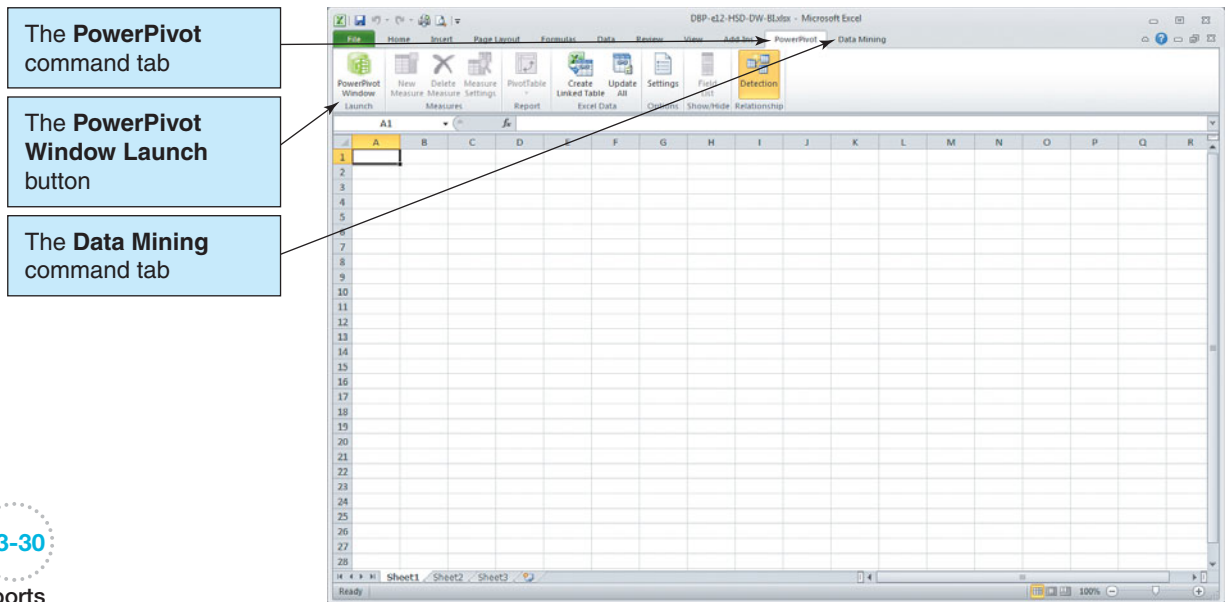 The PowerPivot
command tab
The PowerPivot
Window Launch
button
The Data Mining
command tab
DBP-e12-HSD-DW-BI.xlsx - Microsoft Excel
File Home Insert Page Layout Formulas Data Review View Add-Ins PowerPivot Data Mining
PowerPivot New Delete Measure PivotTable Create Update Settings Field Detection
Window Measure Measure Settings Linked Table All List
Launch Measures Report Excel Data Options Show/Hide Relationship
A1 fx
A B C D E F G H I J K L M N O P Q R
1
2
3
4
5
6
7
8
9
10
11
12
13
14
15
16
17
18
19
20
21
22
23
24
25
26
27
28
Sheet1 Sheet2 Sheet3
Ready 100%
3-30
ports